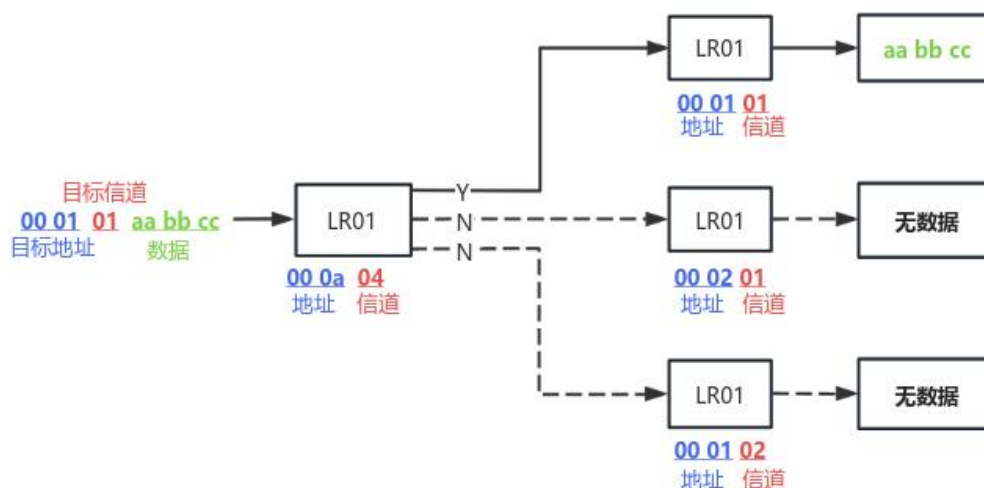 LR01
aa bb cc
00 01 01
地址 信道
目标信道
00 01 01 aa bb cc
目标地址 数据
LR01
00 0a 04
地址 信道
Y
N
N
LR01
无数据
00 02 01
地址 信道
LR01
无数据
00 01 02
地址 信道